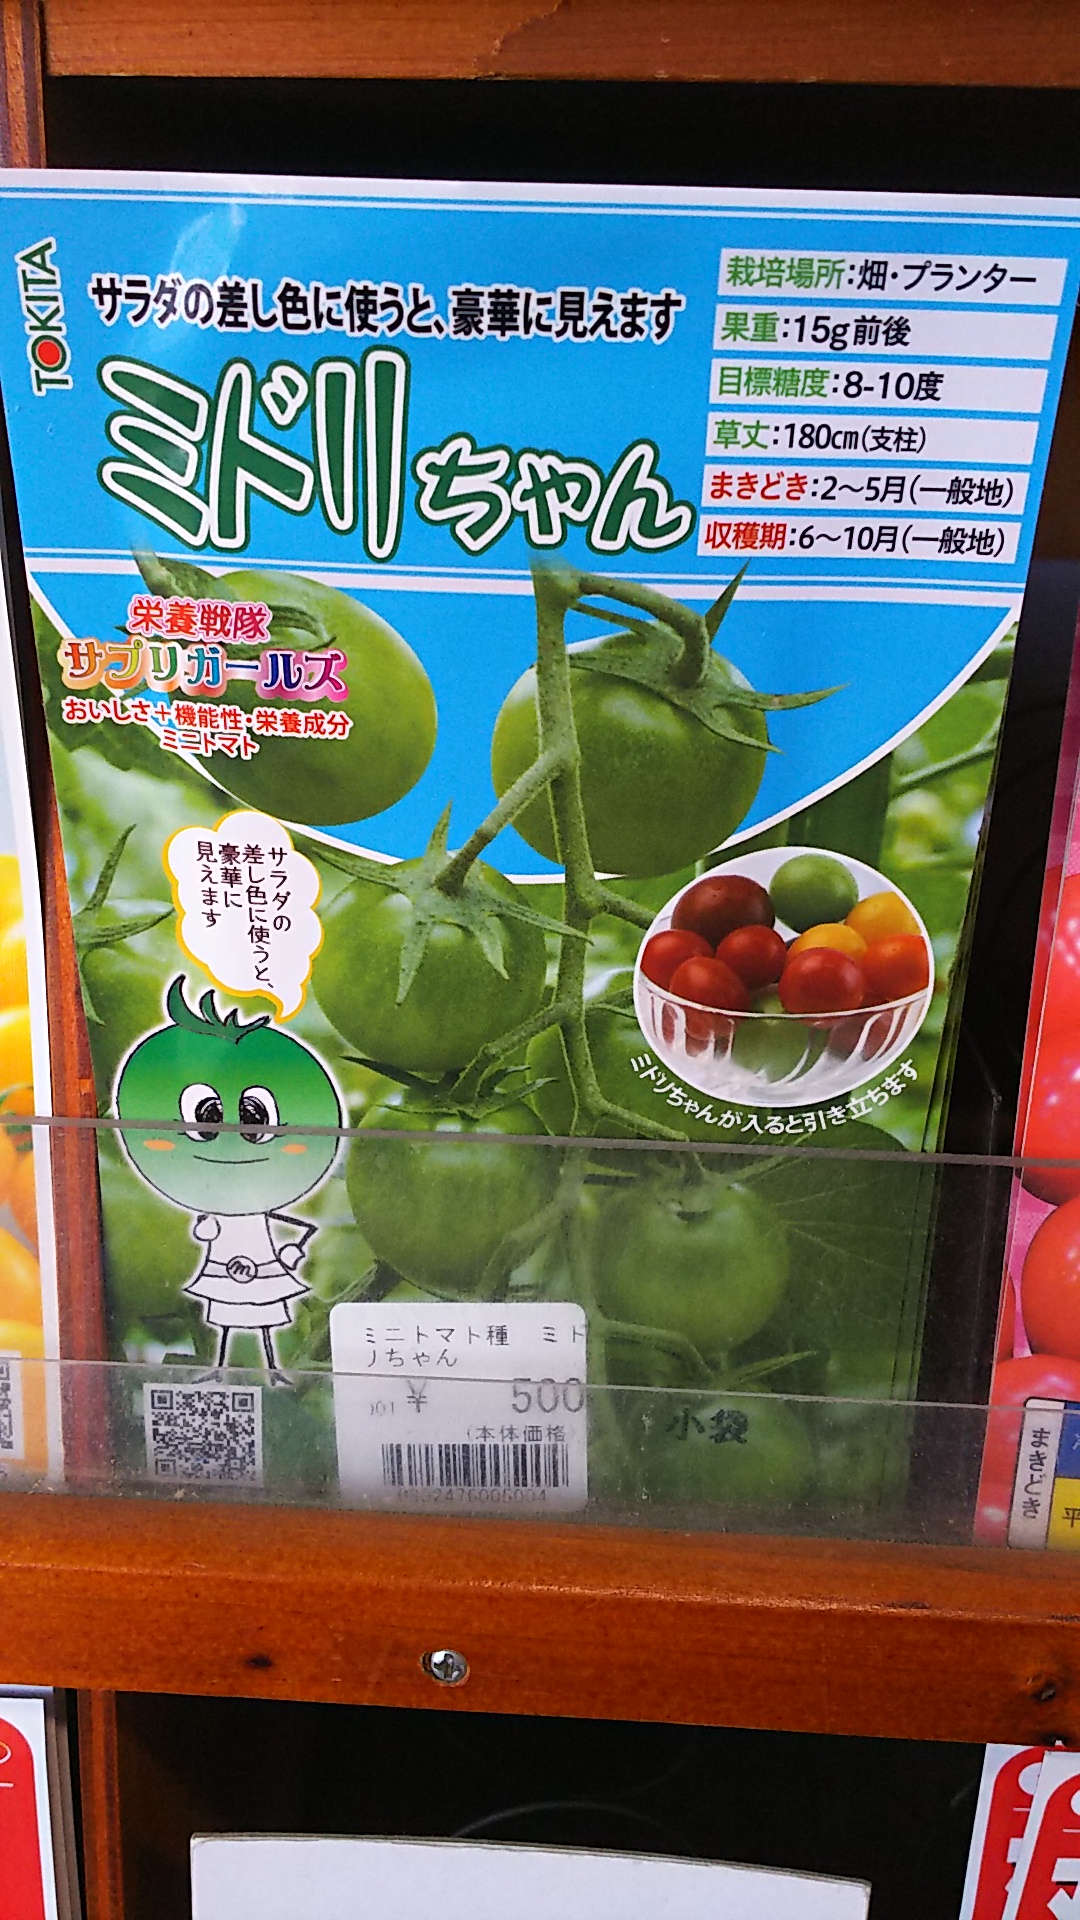 TOKITA
サラダの差し色に使うと、豪華に見えます
ミドリちゃん
栽培場所:畑・プランター
果重:15g前後
目標糖度:8-10度
草丈:180cm(支柱)
まきどき:2～5月(一般地)
収穫期:6～10月(一般地)
栄養戦隊
サプリガールズ
おいしさ+機能性・栄養成分
ミニトマト
サラダの
差し色に使うと、
豪華に
見えます
ミドリちゃんが入ると引き立ちます
m
ミニトマト種 ミド
リちゃん
¥ 500
(本体価格)
小袋
まきどき
平